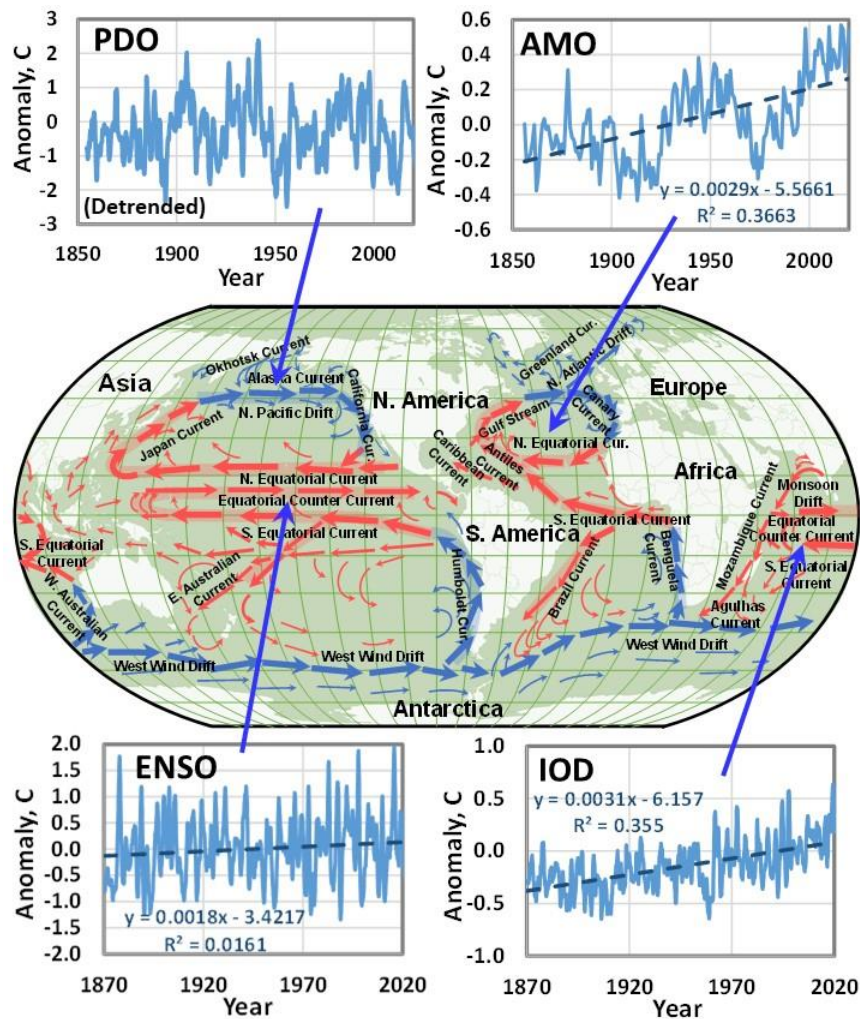 PDO
Anomaly, C
3
2
1
0
-1
-2
-3
(Detrended)
1850
1900
1950
2000
Year
AMO
Anomaly, C
0.6
0.4
0.2
0.0
-0.2
-0.4
-0.6
y = 0.0029x - 5.5661
R² = 0.3663
1850
1900
1950
2000
Year
Asia
Okhotsk Current
Alaska Current
N. Pacific Drift
Japan Current
California Cur.
N. America
Greenland Cur.
N. Atlantic Drift
Gulf Stream
Canary
Current
Europe
N. Equatorial Cur.
Caribbean
Current
Antiles
Current
Africa
N. Equatorial Current
Equatorial Counter Current
S. Equatorial Current
S. America
S. Equatorial Current
Monsoon
Drift
Equatorial
Counter Current
S. Equatorial
Current
Mozambique Current
Agulhas
Current
S. Equatorial
Current
W. Australian
Current
E. Australian
Current
Humboldt Cur.
Brazil Current
Benguela
Current
West Wind Drift
West Wind Drift
West Wind Drift
Antarctica
ENSO
Anomaly, C
2.0
1.5
1.0
0.5
0.0
-0.5
-1.0
-1.5
-2.0
y = 0.0018x - 3.4217
R² = 0.0161
1870
1920
1970
2020
Year
IOD
Anomaly, C
1.0
0.5
0.0
-0.5
-1.0
y = 0.0031x - 6.157
R² = 0.355
1870
1920
1970
2020
Year